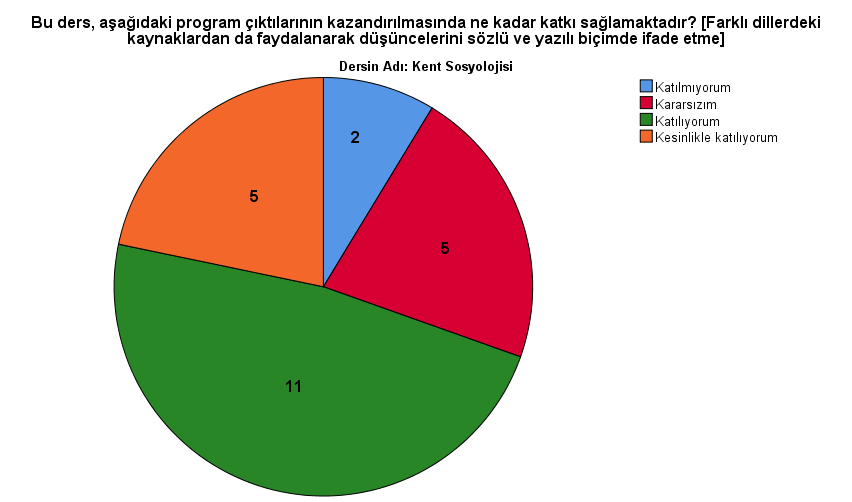 Bu ders, aşağıdaki program çıktılarının kazandırılmasında ne kadar katkı sağlamaktadır? [Farklı dillerdeki
kaynaklardan da faydalanarak düşüncelerini sözlü ve yazılı biçimde ifade etme]
Dersin Adı: Kent Sosyolojisi
Katılmıyorum
Kararsızım
Katılıyorum
Kesinlikle katılıyorum
2
5
5
11